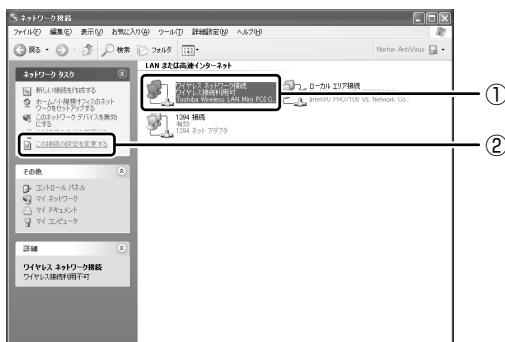 ネットワーク接続
ファイル(F) 編集(E) 表示(V) お気に入り(A) ツール(T) 詳細設定(N) ヘルプ(H)
戻る 検索 フォルダ Norton AntiVirus
LAN または高速インターネット
ネットワーク タスク
新しい接続を作成する
ホーム/小規模オフィスのネットワークをセットアップする
このネットワーク デバイスを無効にする
この接続の設定を変更する
ワイヤレス ネットワーク接続
ワイヤレス接続利用不可
Toshiba Wireless LAN Mini PCI C...
ローカル エリア接続
Intel(R) PRO/100 VE Network Co...
1394 接続
有効
1394 ネット アダプタ
①
②
その他
コントロール パネル
マイ ネットワーク
マイ ドキュメント
マイ コンピュータ
詳細
ワイヤレス ネットワーク接続
ワイヤレス接続利用不可